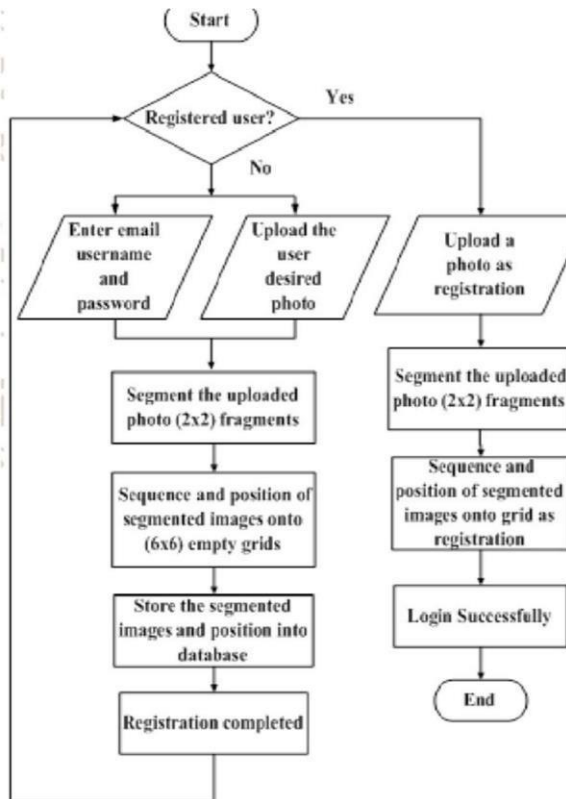 Start
Registered user?
Yes
No
Enter email
username
and
password
Upload the
user
desired
photo
Upload a
photo as
registration
Segment the uploaded
photo (2x2) fragments
Sequence and position of
segmented images onto
(6x6) empty grids
Store the segmented
images and position into
database
Registration completed
Segment the uploaded
photo (2x2) fragments
Sequence and
position of segmented
images onto grid as
registration
Login Successfully
End